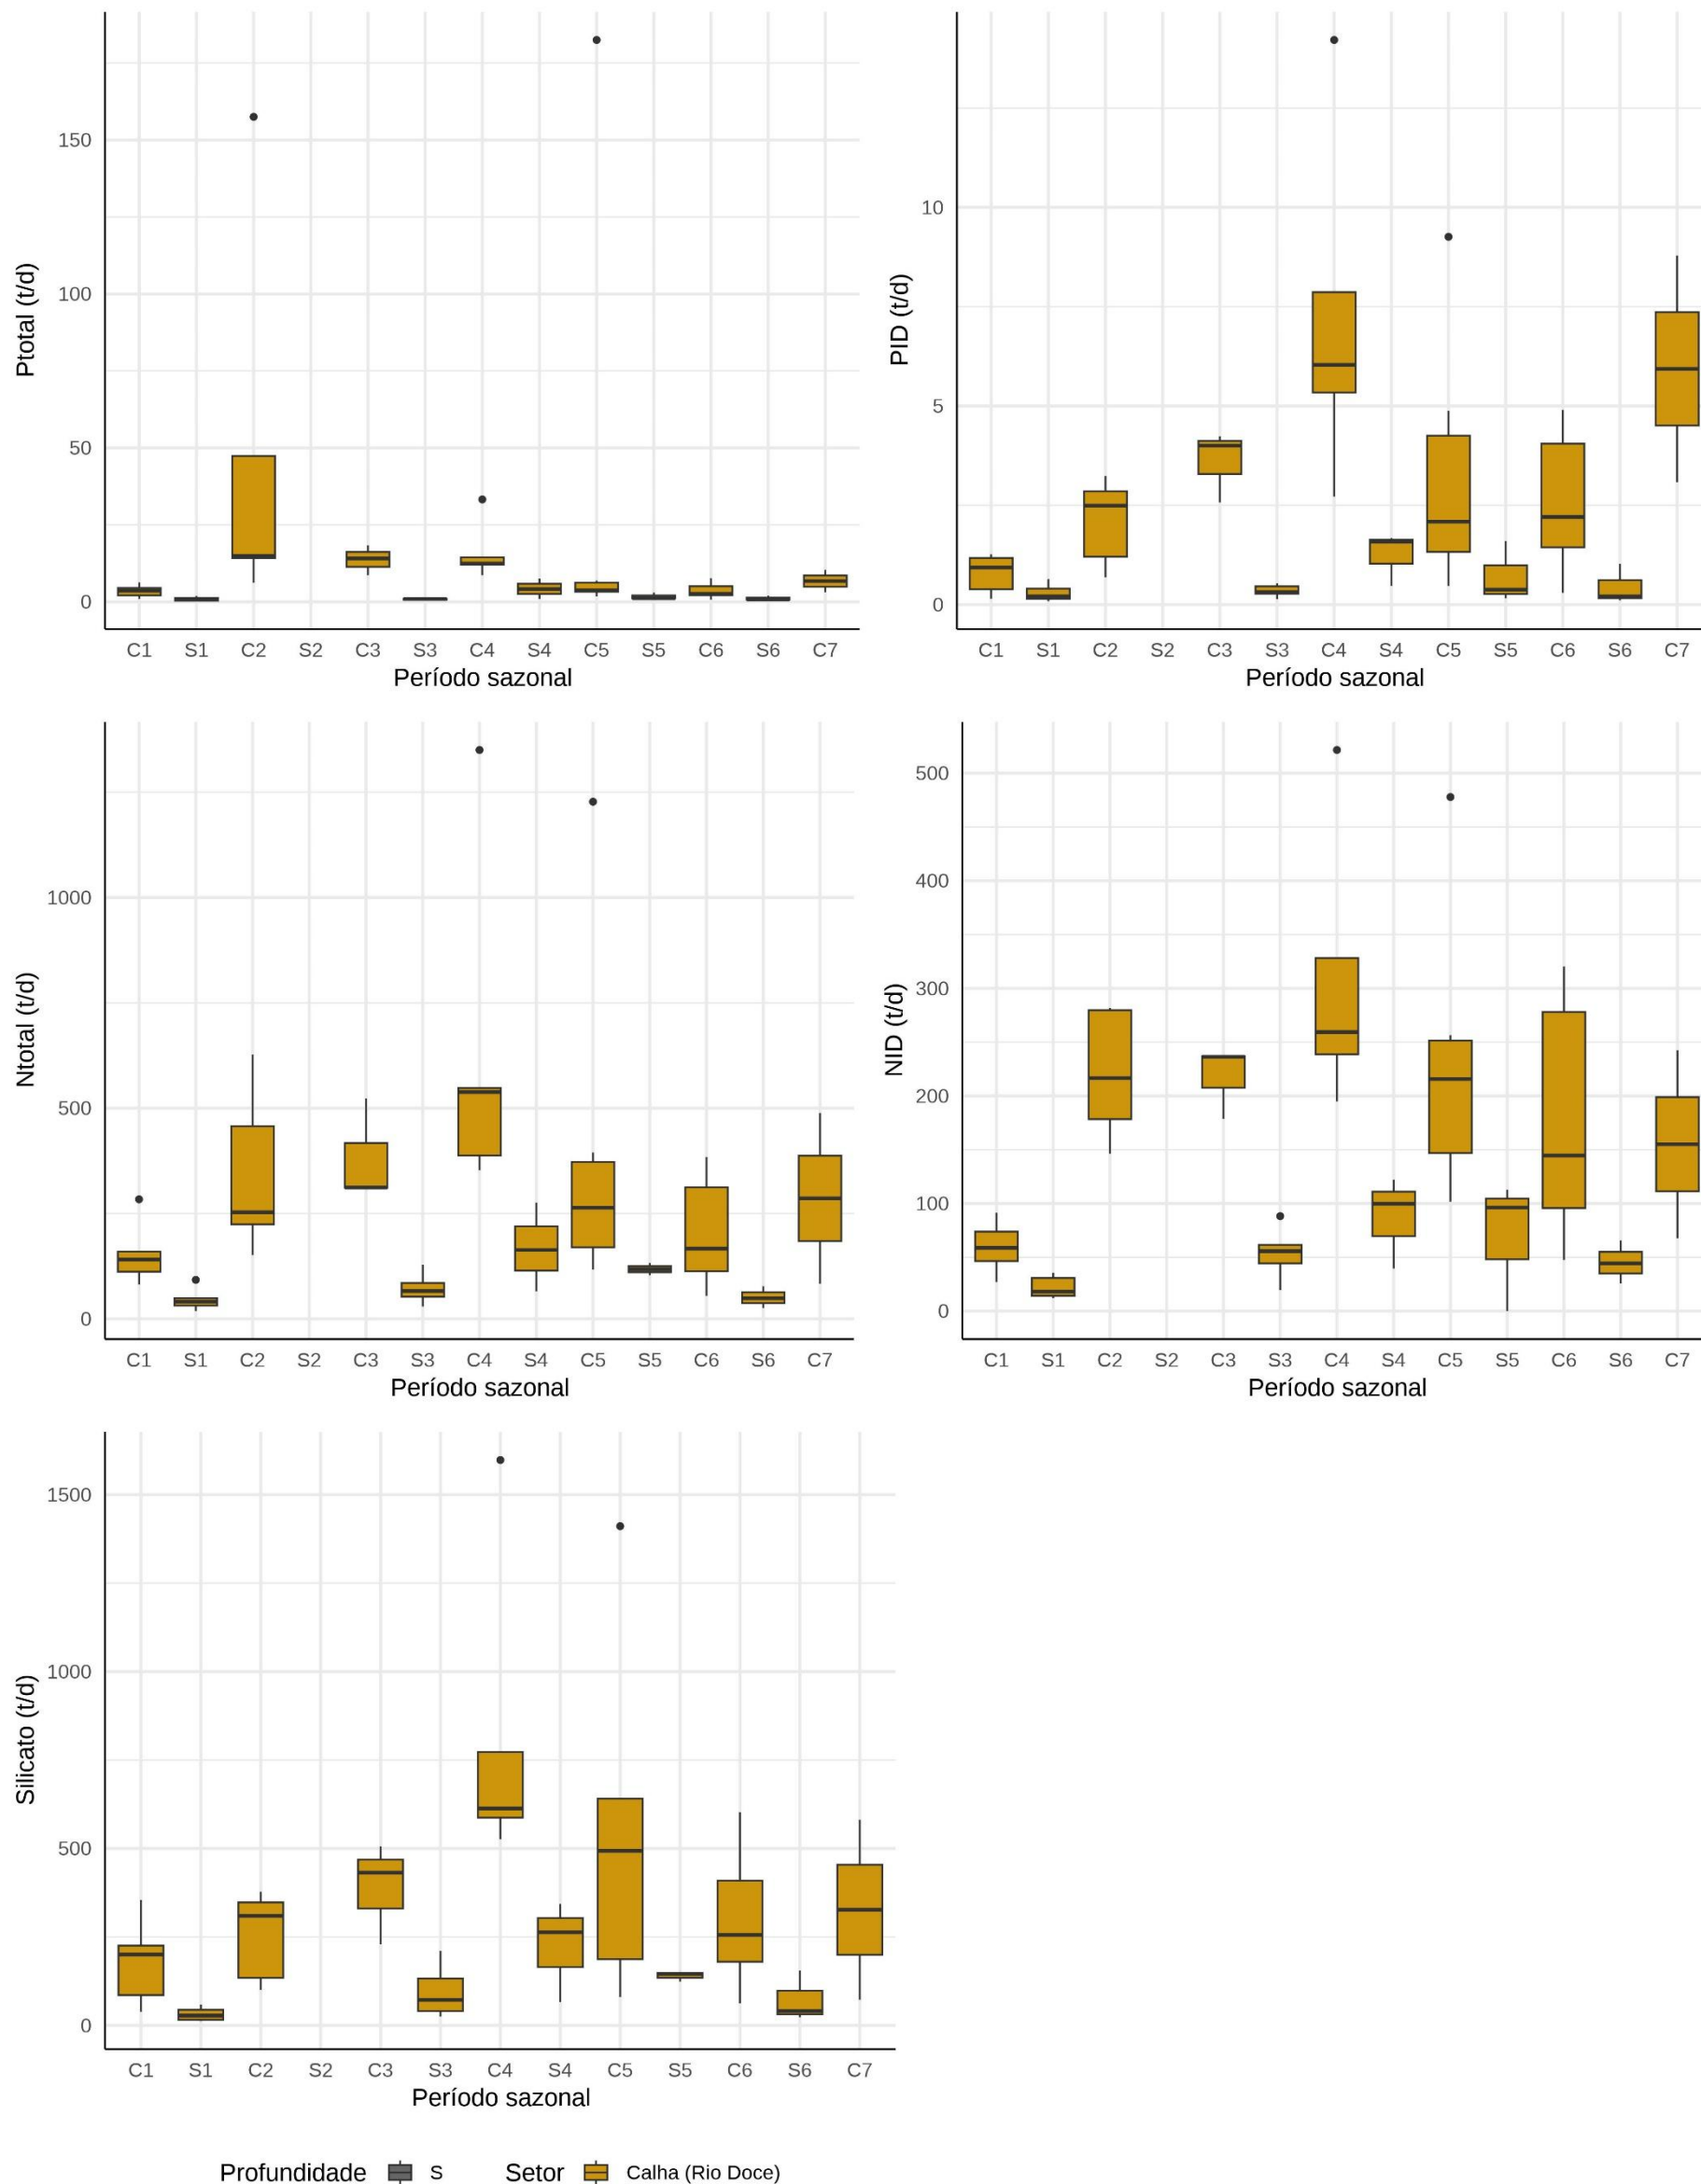 Ptotal (t/d)
150
100
50
0
C1 S1 C2 S2 C3 S3 C4 S4 C5 S5 C6 S6 C7
Período sazonal
PID (t/d)
10
5
0
C1 S1 C2 S2 C3 S3 C4 S4 C5 S5 C6 S6 C7
Período sazonal
Ntotal (t/d)
1000
500
0
C1 S1 C2 S2 C3 S3 C4 S4 C5 S5 C6 S6 C7
Período sazonal
NID (t/d)
500
400
300
200
100
0
C1 S1 C2 S2 C3 S3 C4 S4 C5 S5 C6 S6 C7
Período sazonal
Silicato (t/d)
1500
1000
500
0
C1 S1 C2 S2 C3 S3 C4 S4 C5 S5 C6 S6 C7
Período sazonal
Profundidade S Setor Calha (Rio Doce)